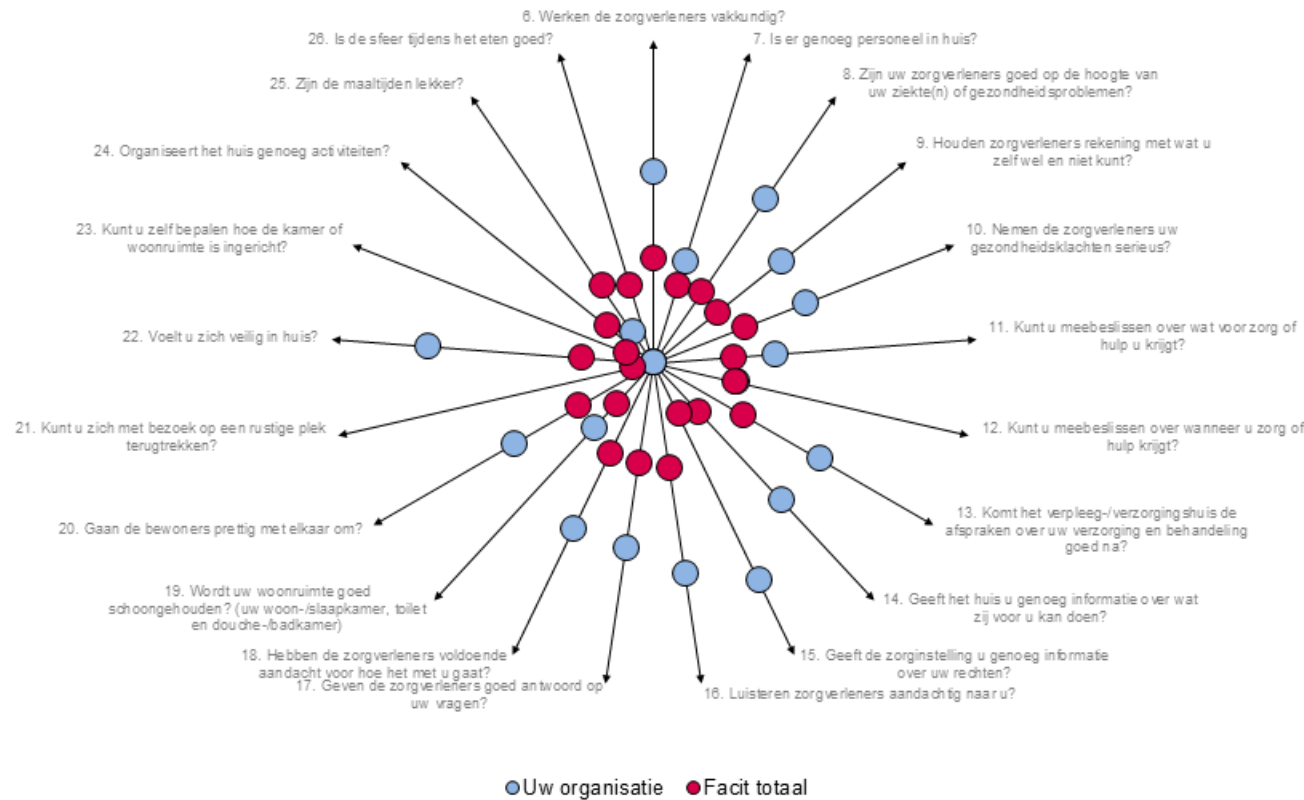 6. Werken de zorgverleners vakkundig?
7. Is er genoeg personeel in huis?
8. Zijn uw zorgverleners goed op de hoogte van
uw ziekte(n) of gezondheidsproblemen?
9. Houden zorgverleners rekening met wat u
zelf wel en niet kunt?
10. Nemen de zorgverleners uw
gezondheidsklachten serieus?
11. Kunt u meebeslissen over wat voor zorg of
hulp u krijgt?
12. Kunt u meebeslissen over wanneer u zorg of
hulp krijgt?
13. Komt het verpleeg-/verzorgingshuis de
afspraken over uw verzorging en behandeling
goed na?
14. Geeft het huis u genoeg informatie over wat
zij voor u kan doen?
15. Geeft de zorginstelling u genoeg informatie
over uw rechten?
16. Luisteren zorgverleners aandachtig naar u?
17. Geven de zorgverleners goed antwoord op
uw vragen?
18. Hebben de zorgverleners voldoende
aandacht voor hoe het met u gaat?
19. Wordt uw woonruimte goed
schoongehouden? (uw woon-/slaapkamer, toilet
en douche-/badkamer)
20. Gaan de bewoners prettig met elkaar om?
21. Kunt u zich met bezoek op een rustige plek
terugtrekken?
22. Voelt u zich veilig in huis?
23. Kunt u zelf bepalen hoe de kamer of
woonruimte is ingericht?
24. Organiseert het huis genoeg activiteiten?
25. Zijn de maaltijden lekker?
26. Is de sfeer tijdens het eten goed?
Uw organisatie
Facit totaal